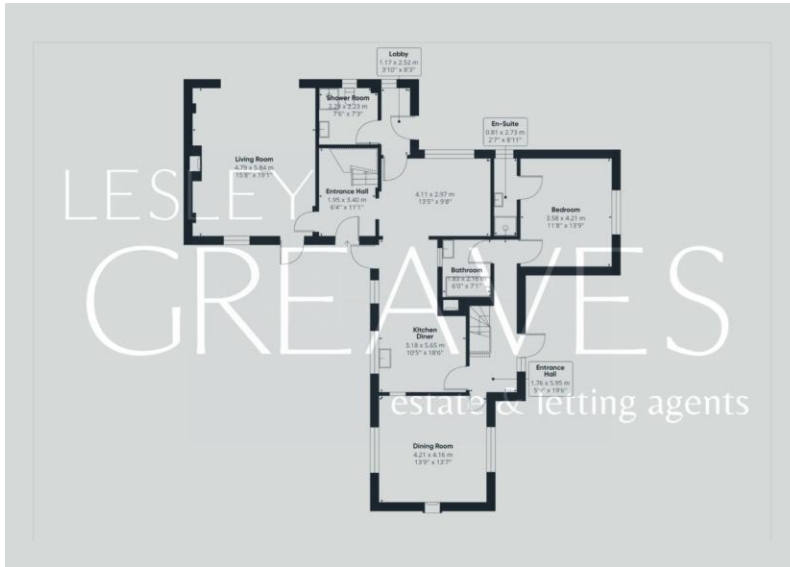 Lobby
1.17 x 2.52 m
3'10" x 8'3"
Shower Room
2.29 x 2.23 m
7'6" x 7'3"
En-Suite
0.81 x 2.73 m
2'7" x 8'11"
Living Room
4.79 x 5.84 m
15'8" x 19'1"
Entrance Hall
1.95 x 3.40 m
6'4" x 11'1"
4.11 x 2.97 m
13'5" x 9'8"
Bedroom
3.58 x 4.21 m
11'8" x 13'9"
LESLEY
GREAVES
estate & letting agents
Bathroom
1.83 x 2.16 m
6'0" x 7'1"
Kitchen
Diner
3.18 x 5.65 m
10'5" x 18'6"
Entrance
Hall
1.76 x 5.95 m
x 19'6"
Dining Room
4.21 x 4.16 m
13'9" x 13'7"